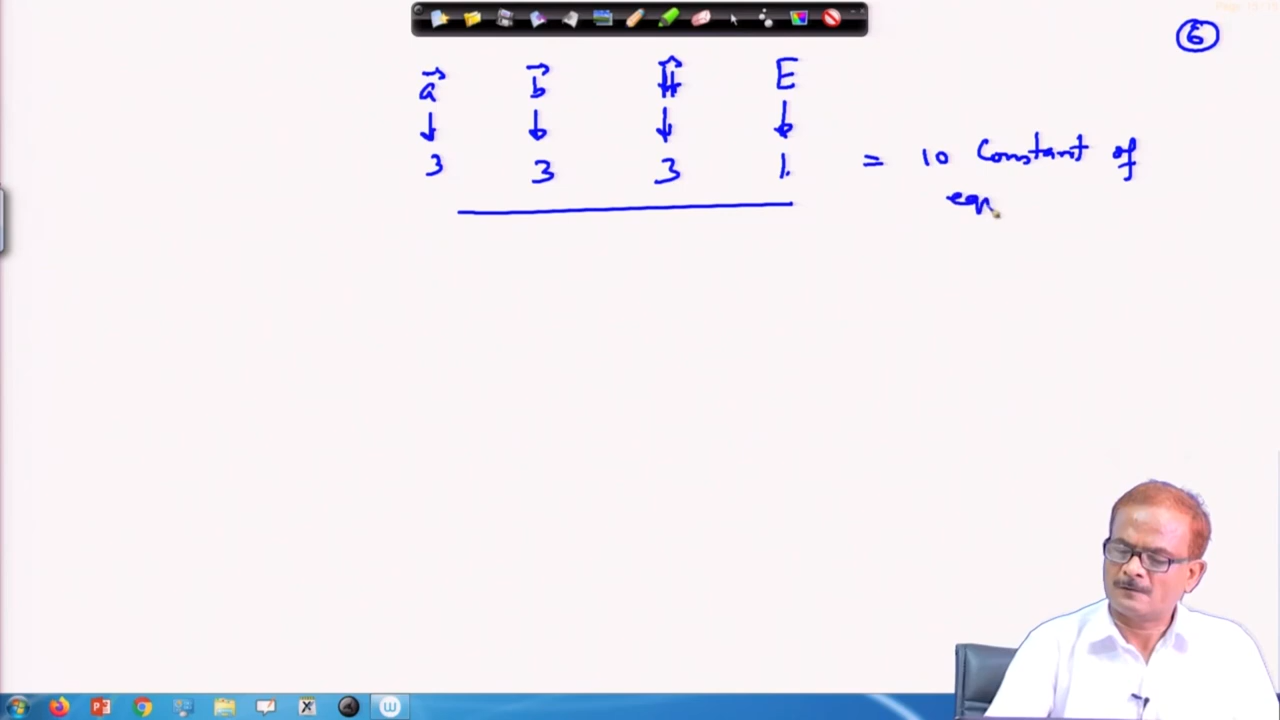 6
a⃗ b⃗ H⃗ E
↓ ↓ ↓ ↓
3 3 3 1. = 10 Constant of
eqn